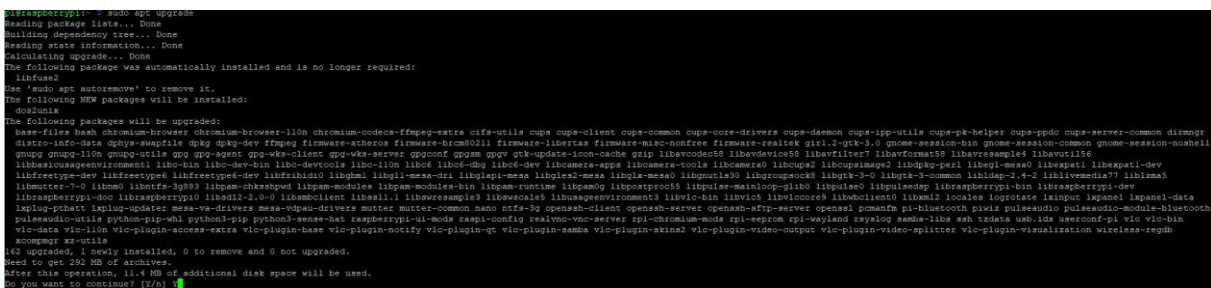 pi@raspberrypi:~ $ sudo apt upgrade
Reading package lists... Done
Building dependency tree... Done
Reading state information... Done
Calculating upgrade... Done
The following package was automatically installed and is no longer required:
  libfuse2
Use 'sudo apt autoremove' to remove it.
The following NEW packages will be installed:
  dos2unix
The following packages will be upgraded:
  base-files bash chromium-browser chromium-browser-l10n chromium-codecs-ffmpeg-extra cifs-utils cups cups-client cups-common cups-core-drivers cups-daemon cups-ipp-utils cups-pk-helper cups-ppdc cups-server-common dirmngr
  distro-info-data dphys-swapfile dpkg dpkg-dev ffmpeg firmware-atheros firmware-brcm80211 firmware-libertas firmware-misc-nonfree firmware-realtek gir1.2-gtk-3.0 gnome-session-bin gnome-session-common gnome-session-noshell
  gnupg gnupg-l10n gnupg-utils gpg gpg-agent gpg-wks-client gpg-wks-server gpgconf gpgsm gpgv gtk-update-icon-cache gzip libavcodec58 libavdevice58 libavfilter7 libavformat58 libavresample4 libavutil56
  libbasicusageenvironment1 libc-bin libc-dev-bin libc-devtools libc-l10n libc6 libc6-dbg libc6-dev libcamera-apps libcamera-tools libcamera0 libcups2 libcupsimage2 libdpkg-perl libegl-mesa0 libexpat1 libexpat1-dev
  libfreetype-dev libfreetype6 libfreetype6-dev libfribidi0 libgbm1 libgl1-mesa-dri libglapi-mesa libgles2-mesa libglx-mesa0 libgnutls30 libgroupsock8 libgtk-3-0 libgtk-3-common libldap-2.4-2 liblivemedia77 liblzma5
  libmutter-7-0 libnm0 libntfs-3g883 libpam-chksshpwd libpam-modules libpam-modules-bin libpam-runtime libpam0g libpostproc55 libpulse-mainloop-glib0 libpulse0 libpulsedsp libraspberrypi-bin libraspberrypi-dev
  libraspberrypi-doc libraspberrypi0 libsdl2-2.0-0 libsmbclient libssl1.1 libswresample3 libswscale5 libusageenvironment3 libvlc-bin libvlc5 libvlccore9 libwbclient0 libxml2 locales logrotate lxinput lxpanel lxpanel-data
  lxplug-ptbatt lxplug-updater mesa-va-drivers mesa-vdpau-drivers mutter mutter-common nano ntfs-3g openssh-client openssh-server openssh-sftp-server openssl pcmanfm pi-bluetooth piwiz pulseaudio pulseaudio-module-bluetooth
  pulseaudio-utils python-pip-whl python3-pip python3-sense-hat raspberrypi-ui-mods raspi-config realvnc-vnc-server rpi-chromium-mods rpi-eeprom rpi-wayland rsyslog samba-libs ssh tzdata usb.ids userconf-pi vlc vlc-bin
  vlc-data vlc-l10n vlc-plugin-access-extra vlc-plugin-base vlc-plugin-notify vlc-plugin-qt vlc-plugin-samba vlc-plugin-skins2 vlc-plugin-video-output vlc-plugin-video-splitter vlc-plugin-visualization wireless-regdb
  xcompmgr xz-utils
162 upgraded, 1 newly installed, 0 to remove and 0 not upgraded.
Need to get 292 MB of archives.
After this operation, 11.4 MB of additional disk space will be used.
Do you want to continue? [Y/n] Y